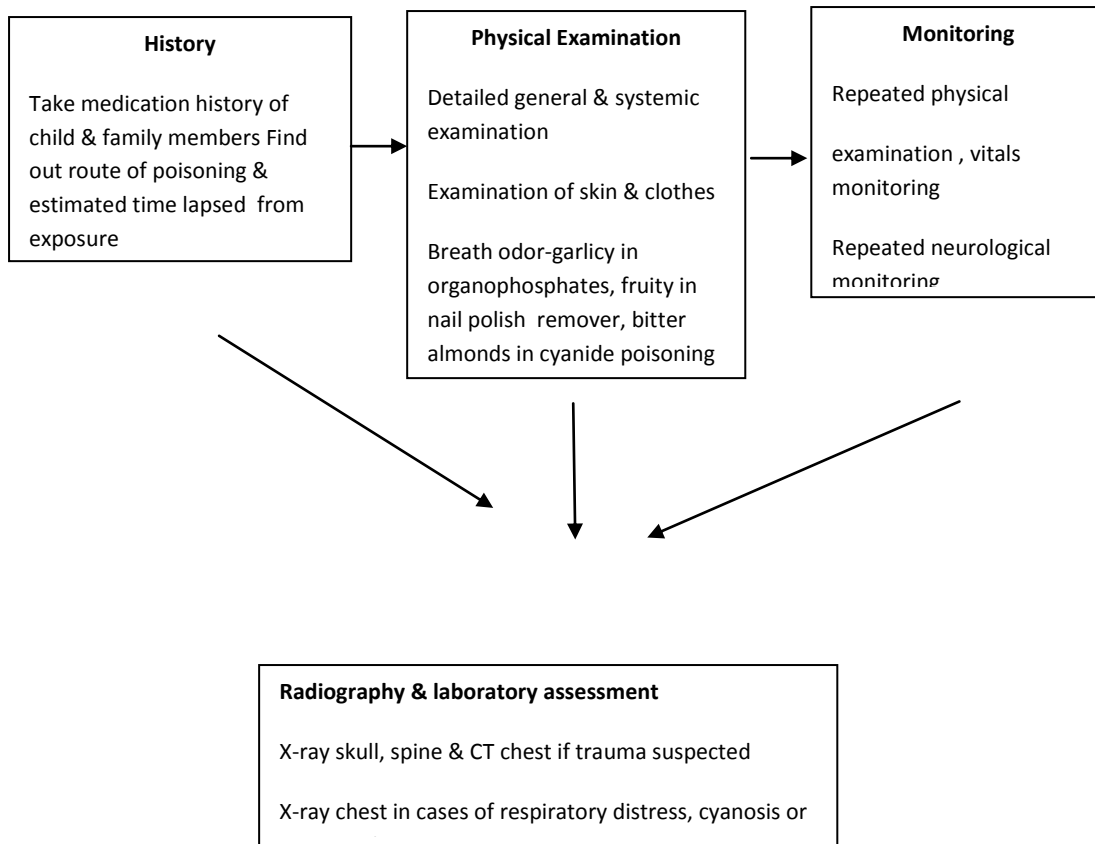 History
Take medication history of
child & family members Find
out route of poisoning &
estimated time lapsed from
exposure
Physical Examination
Detailed general & systemic
examination
Examination of skin & clothes
Breath odor-garlicy in
organophosphates, fruity in
nail polish remover, bitter
almonds in cyanide poisoning
Monitoring
Repeated physical
examination , vitals
monitoring
Repeated neurological
monitoring
Radiography & laboratory assessment
X-ray skull, spine & CT chest if trauma suspected
X-ray chest in cases of respiratory distress, cyanosis or